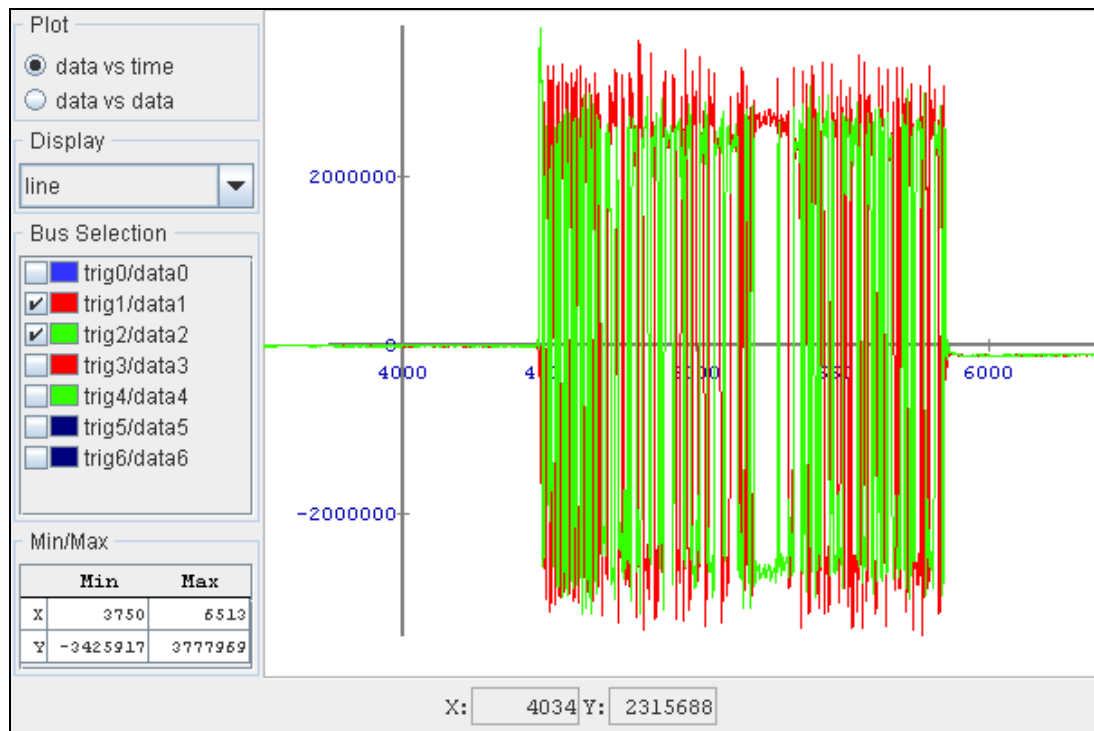 Plot
data vs time
data vs data
Display
line
Bus Selection
trig0/data0
trig1/data1
trig2/data2
trig3/data3
trig4/data4
trig5/data5
trig6/data6
Min/Max
Min Max
X 3750 6513
Y -3425917 3777969
2000000
0
4000
6000
-2000000
X: 4034 Y: 2315688